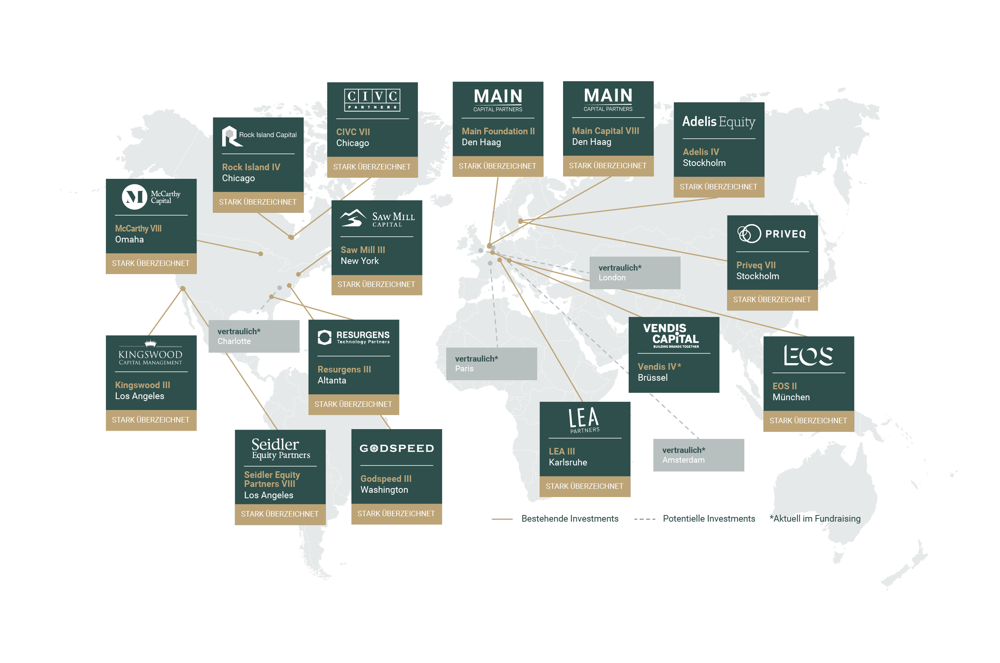 CIVC
PARTNERS
CIVC VII
Chicago
STARK ÜBERZEICHNET
MAIN
CAPITAL PARTNERS
Main Foundation II
Den Haag
STARK ÜBERZEICHNET
MAIN
CAPITAL PARTNERS
Main Capital VIII
Den Haag
STARK ÜBERZEICHNET
Adelis Equity
Adelis IV
Stockholm
STARK ÜBERZEICHNET
Rock Island Capital
Rock Island IV
Chicago
STARK ÜBERZEICHNET
McCarthy
Capital
McCarthy VIII
Omaha
STARK ÜBERZEICHNET
SAW MILL
CAPITAL
Saw Mill III
New York
STARK ÜBERZEICHNET
PRIVEQ
Priveq VII
Stockholm
STARK ÜBERZEICHNET
vertraulich*
London
vertraulich*
Charlotte
RESURGENS
Technology Partners
Resurgens III
Altanta
STARK ÜBERZEICHNET
VENDIS
CAPITAL
BUILDING BRANDS TOGETHER
Vendis IV*
Brüssel
KINGSWOOD
CAPITAL MANAGEMENT
Kingswood III
Los Angeles
STARK ÜBERZEICHNET
vertraulich*
Paris
EOS
EOS II
München
STARK ÜBERZEICHNET
LEA
PARTNERS
LEA III
Karlsruhe
STARK ÜBERZEICHNET
Seidler
Equity Partners
Seidler Equity
Partners VIII
Los Angeles
STARK ÜBERZEICHNET
GODSPEED
Godspeed III
Washington
STARK ÜBERZEICHNET
vertraulich*
Amsterdam
Bestehende Investments
Potentielle Investments
*Aktuell im Fundraising